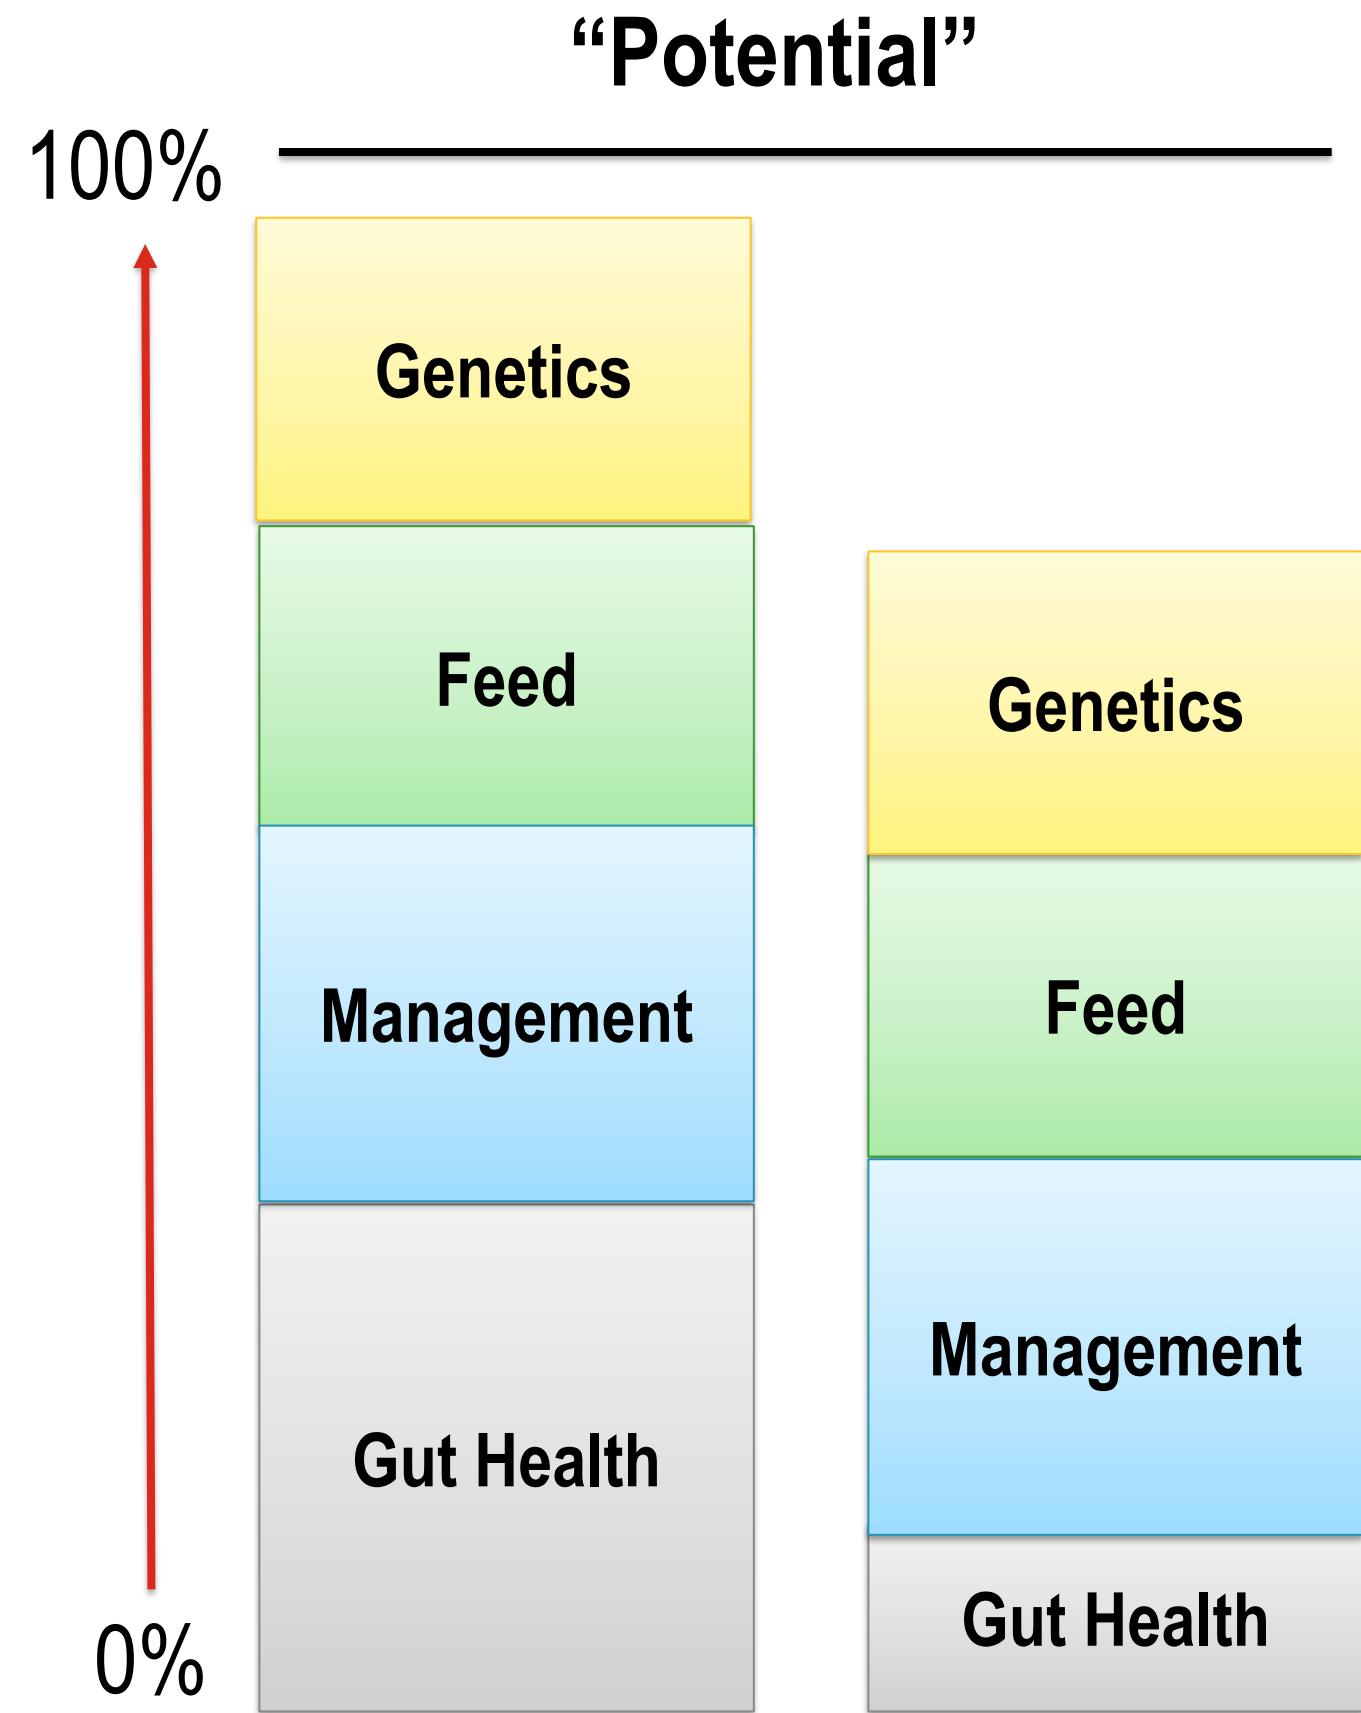 “Potential”
100%
Genetics
Feed
Management
Gut Health
0%
Genetics
Feed
Management
Gut Health